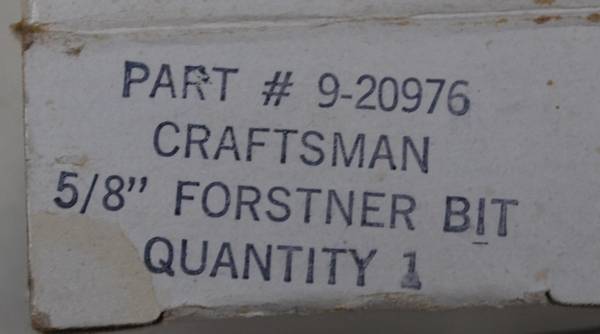 PART # 9-20976
CRAFTSMAN
5/8" FORSTNER BIT
QUANTITY 1